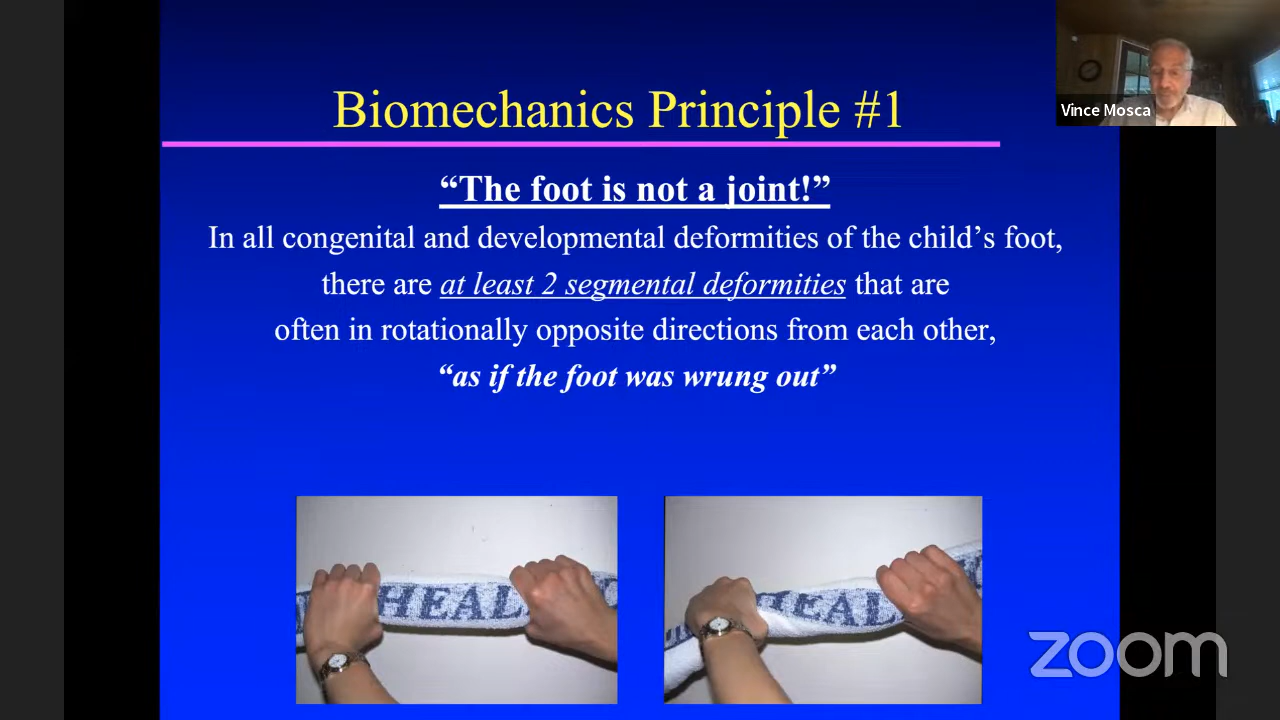 Biomechanics Principle #1
Vince Mosca
“The foot is not a joint!”
In all congenital and developmental deformities of the child’s foot,
there are at least 2 segmental deformities that are
often in rotationally opposite directions from each other,
“as if the foot was wrung out”
HEAL
HEAL
zoom